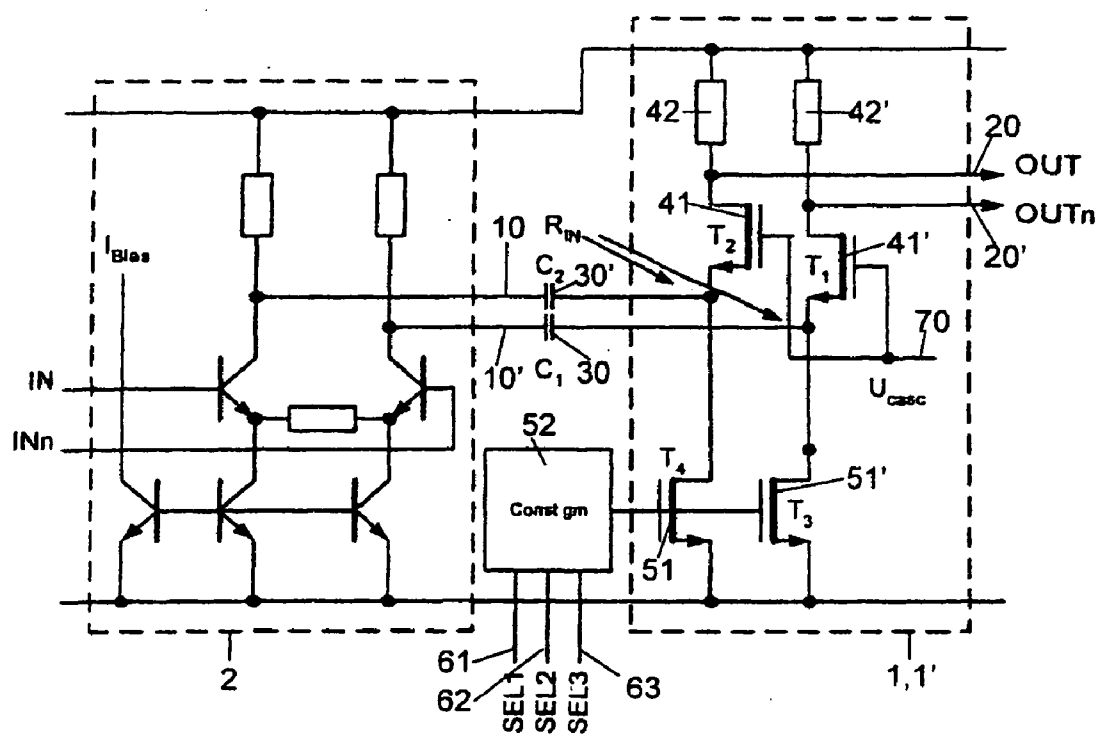 42
42'
20
OUT
OUTn
20'
41
T2
T1
41'
RIN
10
C2
30'
IBias
10'
C1
30
70
Ucasc
IN
INn
52
Const gm
T4
51
51'
T3
61
62
63
SEL1
SEL2
SEL3
2
1,1'